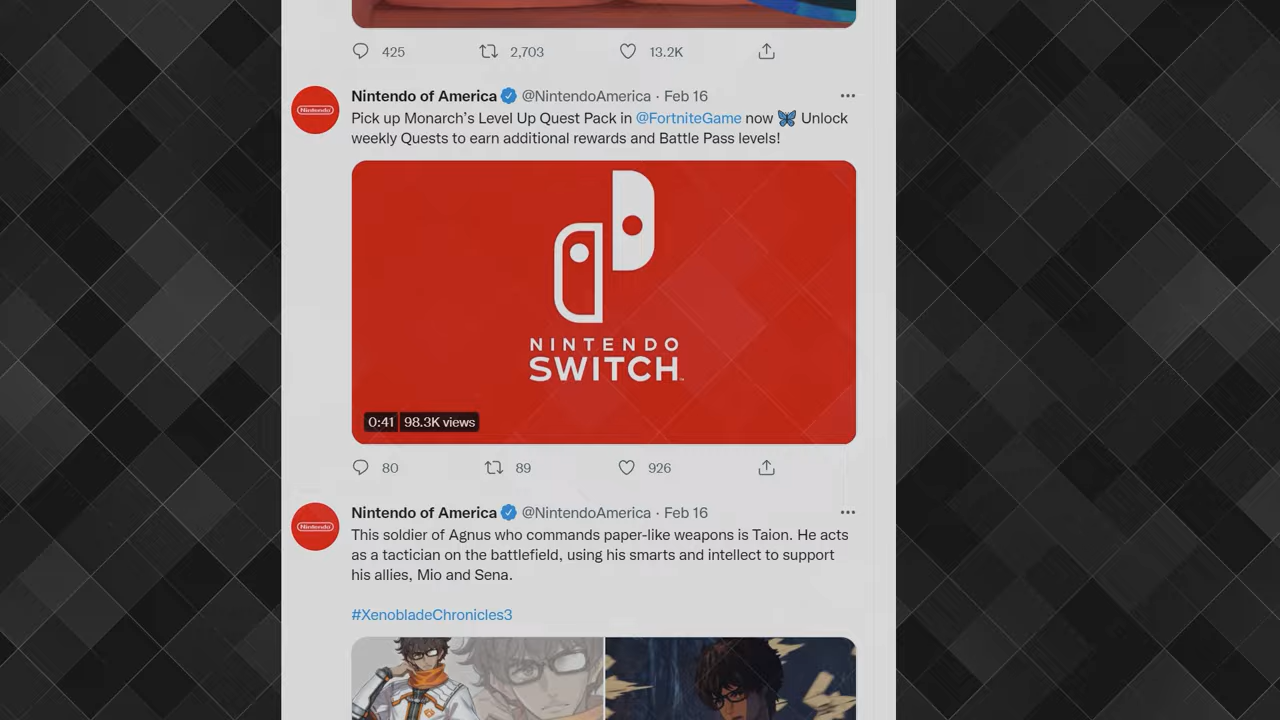 425 2,703 13.2K
Nintendo of America @NintendoAmerica · Feb 16
Nintendo
Pick up Monarch’s Level Up Quest Pack in @FortniteGame now 🦋 Unlock
weekly Quests to earn additional rewards and Battle Pass levels!
NINTENDO
SWITCH™
0:41 98.3K views
80 89 926
Nintendo of America @NintendoAmerica · Feb 16
Nintendo
This soldier of Agnus who commands paper-like weapons is Taion. He acts
as a tactician on the battlefield, using his smarts and intellect to support
his allies, Mio and Sena.
#XenobladeChronicles3